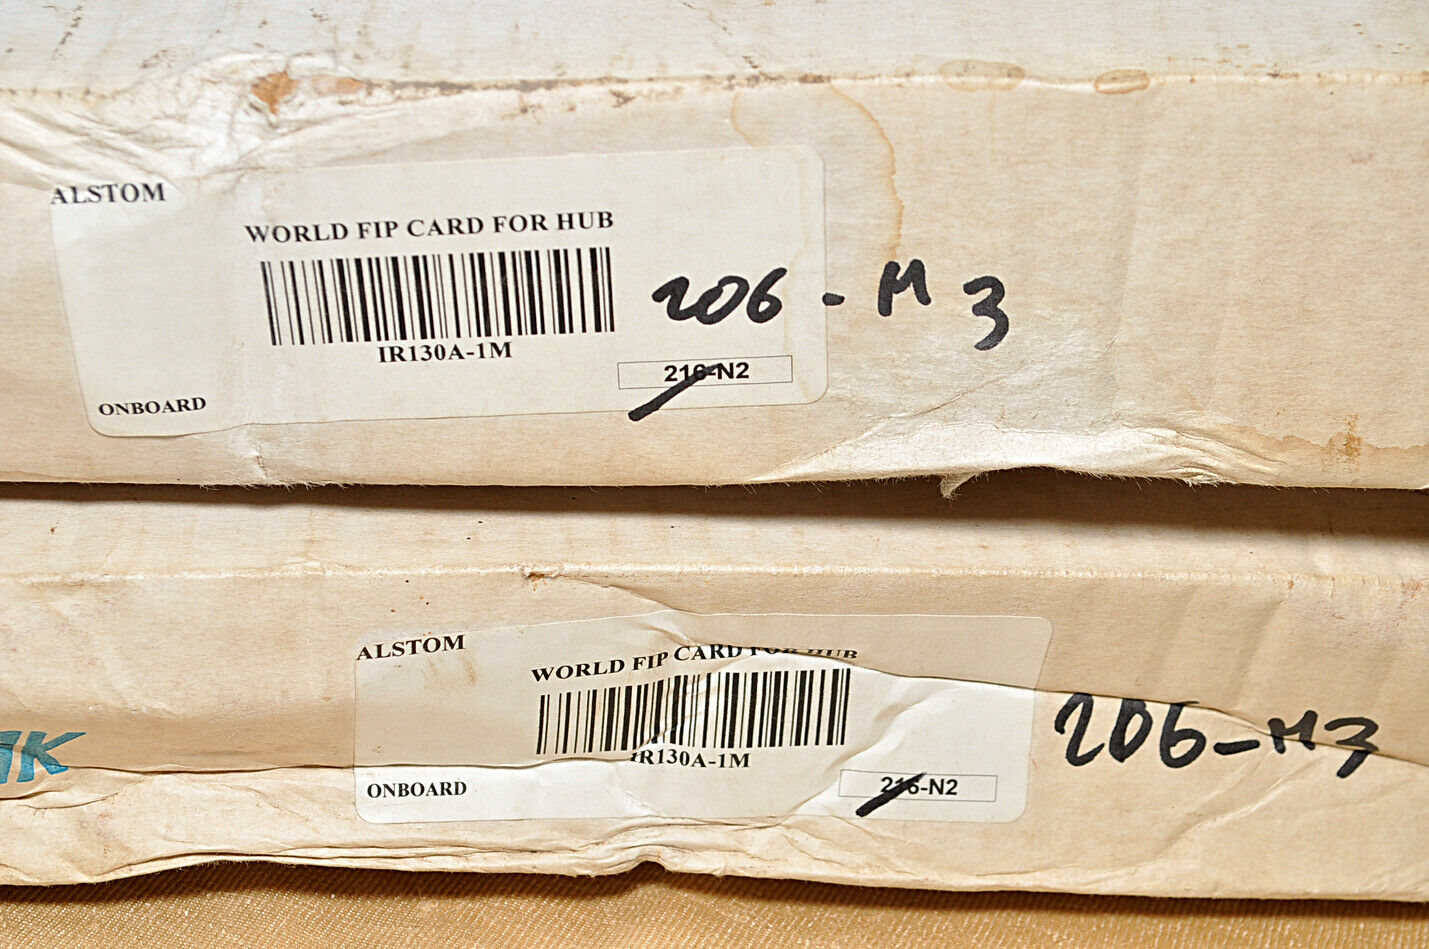 ALSTOM
WORLD FIP CARD FOR HUB
IR130A-1M
206-M3
216-N2
ONBOARD
ALSTOM
WORLD FIP CARD FOR HUB
IR130A-1M
206-M3
216-N2
ONBOARD